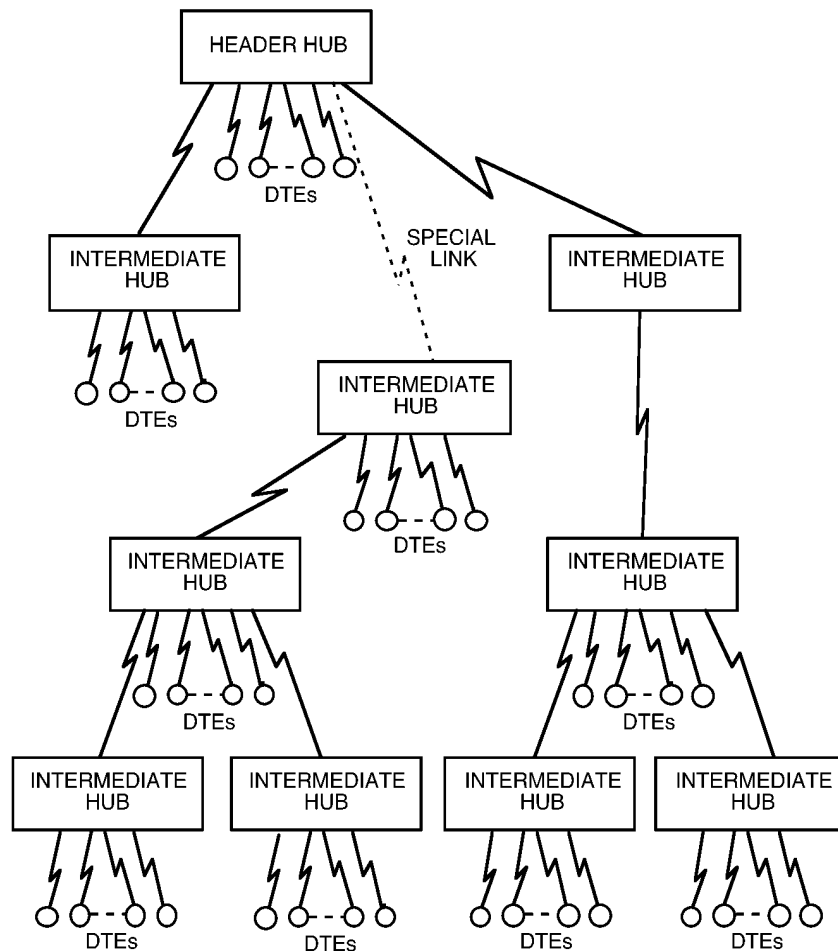 HEADER HUB
DTEs
INTERMEDIATE
HUB
SPECIAL
LINK
INTERMEDIATE
HUB
DTEs
INTERMEDIATE
HUB
DTEs
INTERMEDIATE
HUB
INTERMEDIATE
HUB
DTEs
DTEs
INTERMEDIATE
HUB
INTERMEDIATE
HUB
INTERMEDIATE
HUB
INTERMEDIATE
HUB
DTEs
DTEs
DTEs
DTEs